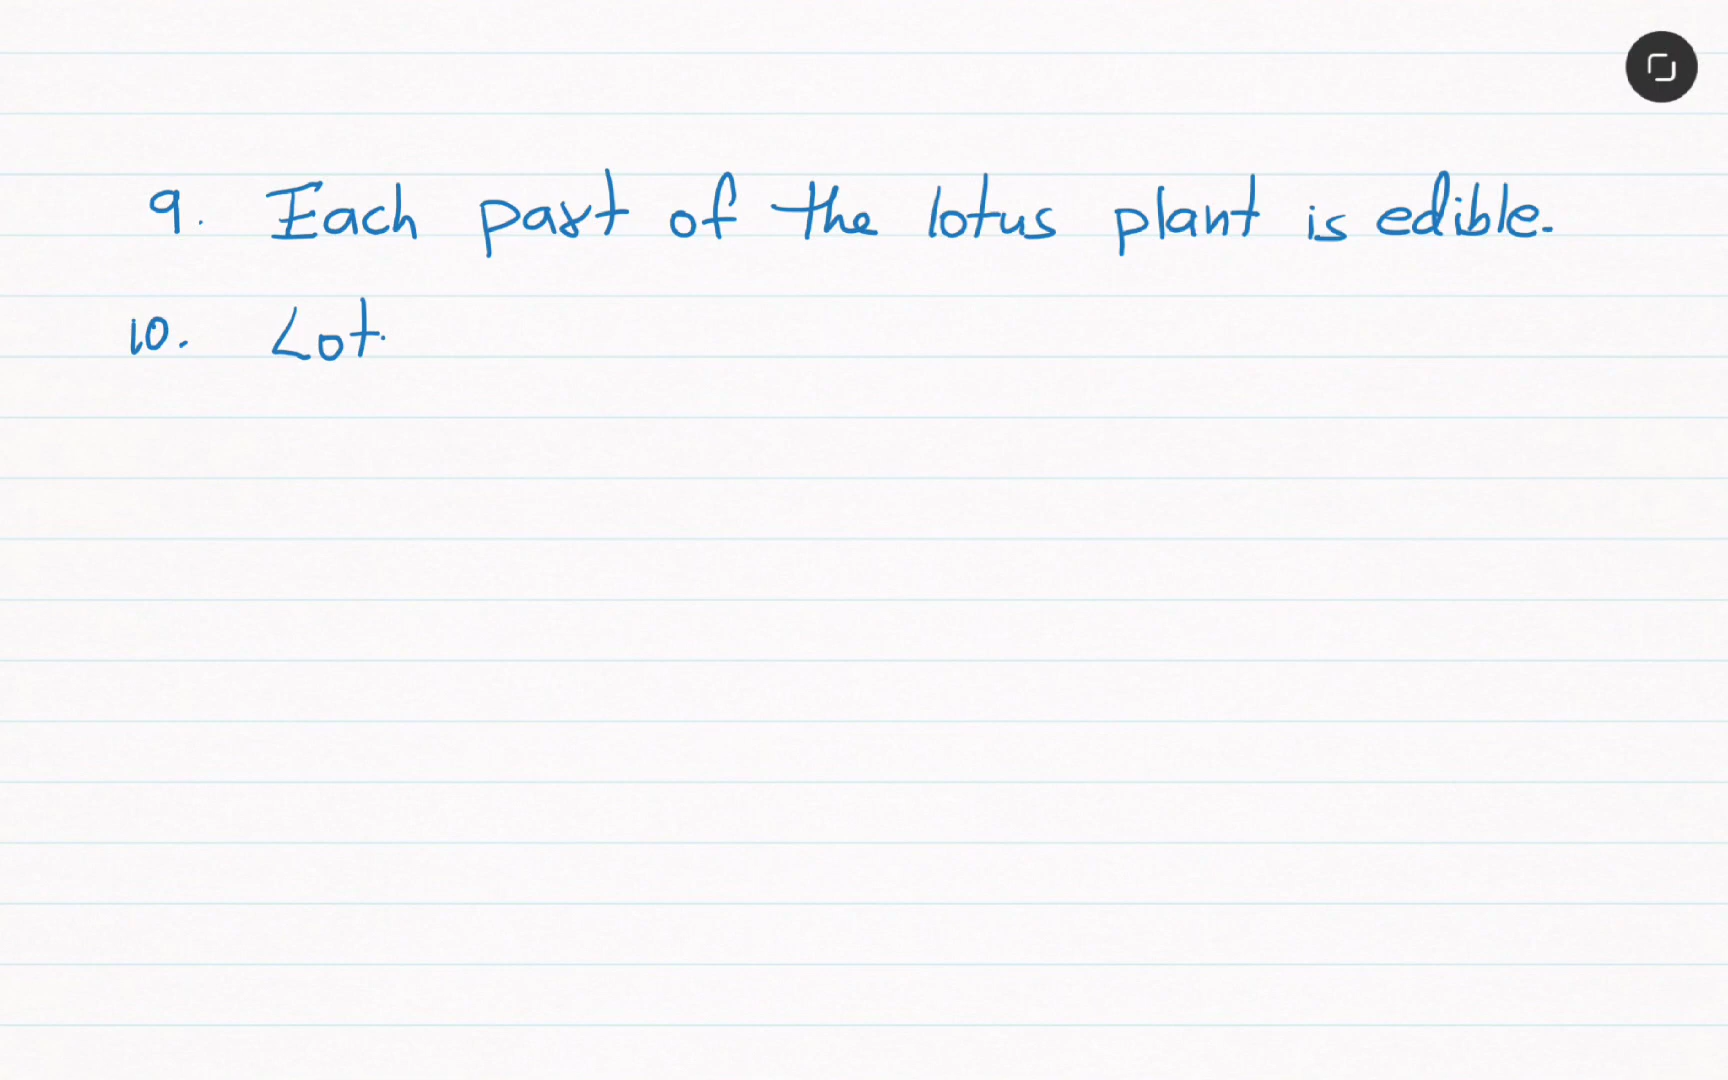 9. Each part of the lotus plant is edible.
10. Lot